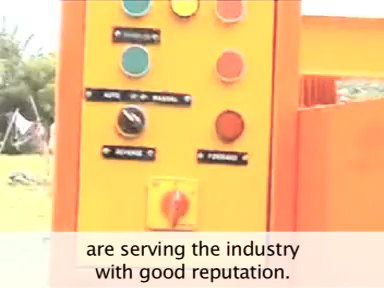 AUTO
MANUAL
REVERSE
FORWARD
are serving the industry
with good reputation.